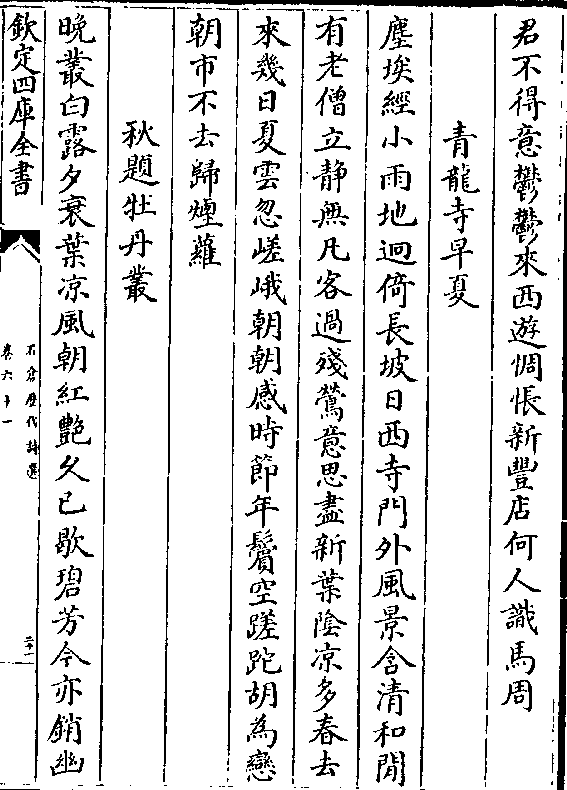 君不得意鬱鬱來西遊惆悵新豐店何人識馬周
青龍寺早夏
塵埃經小雨地迥倚長坡日西寺門外風景含清和閒
有老僧立静無凡客過殘鶯意思盡新葉陰凉多春去
來幾日夏雲忽嵯峨朝朝感時節年鬢空蹉跎胡為戀
朝市不去歸煙蘿
秋題牡丹叢
晚叢白露夕衰葉凉風朝紅艷久已歇碧芳今亦銷幽
欽定四庫全書
石倉歷代詩選
卷六十一
二十一